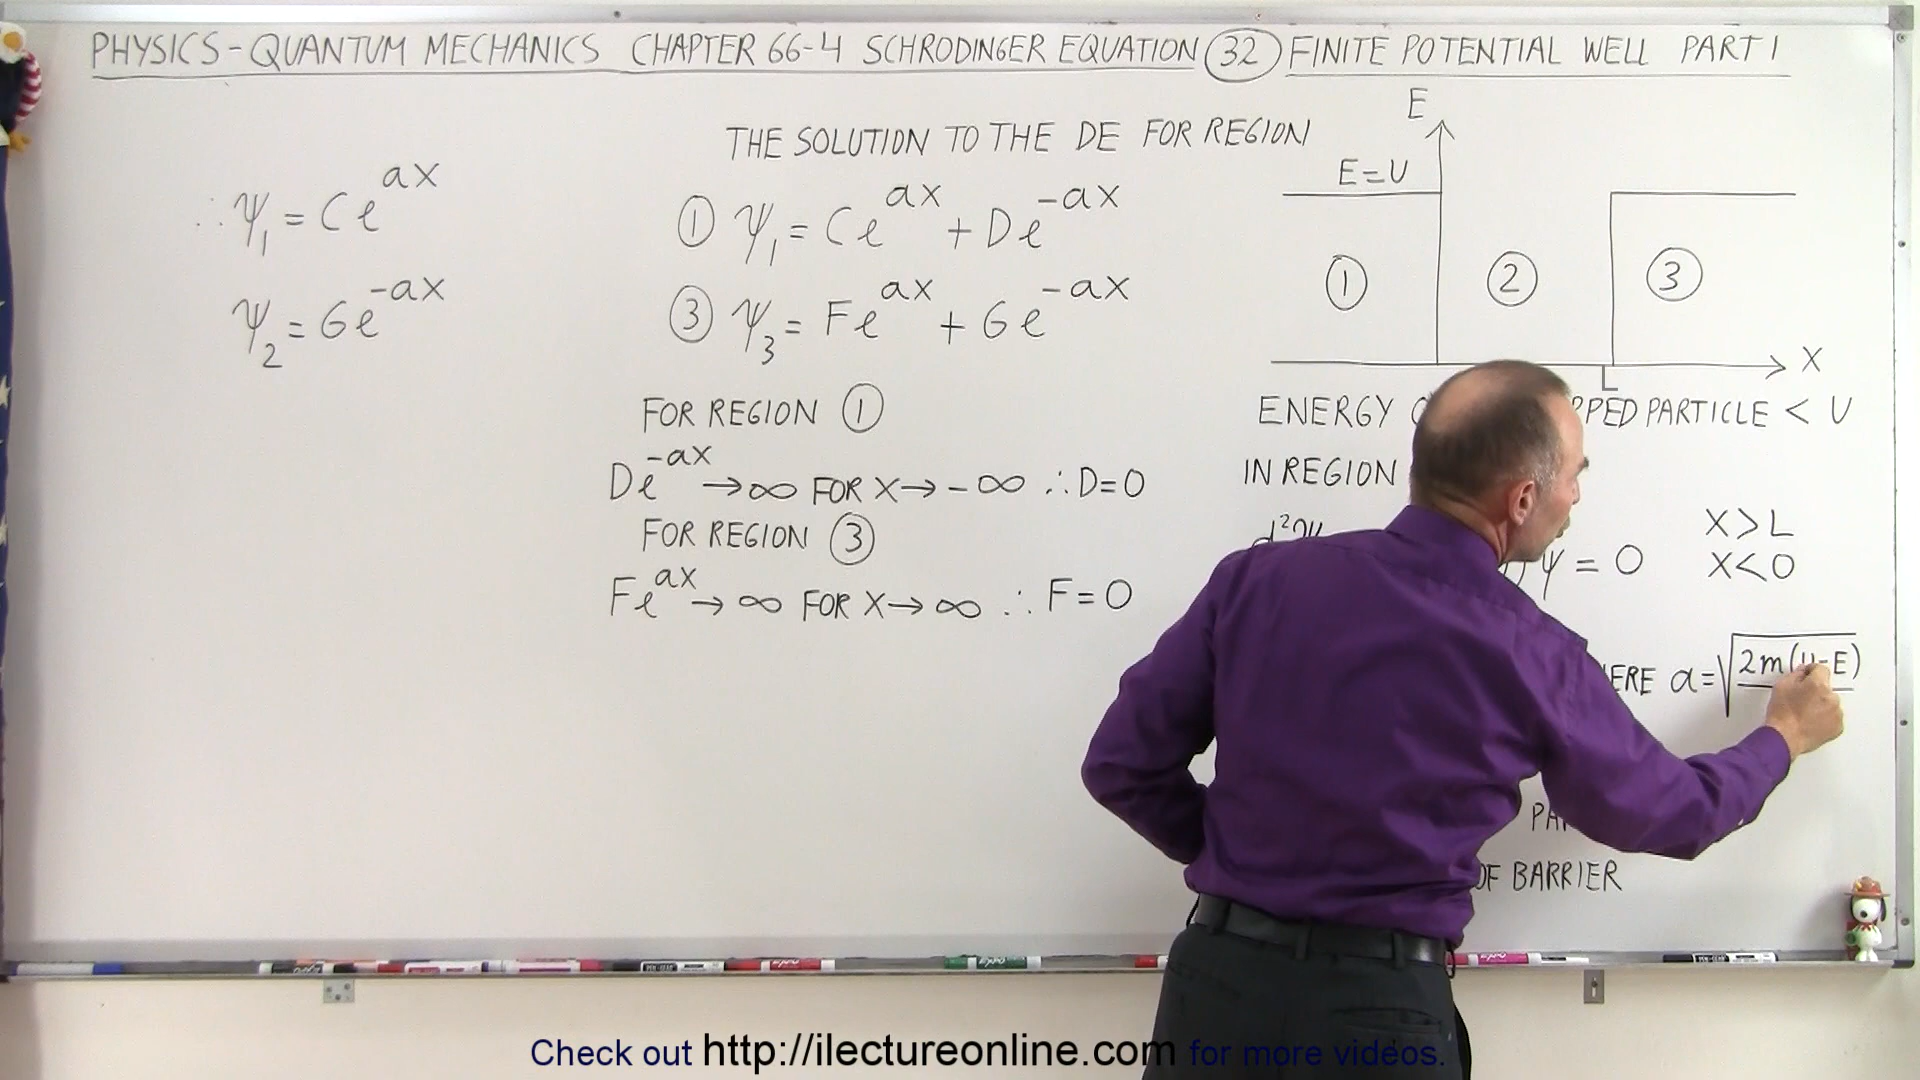 PHYSICS-QUANTUM MECHANICS CHAPTER 66-4 SCHRODINGER EQUATION 32 FINITE POTENTIAL WELL PART 1
∴ψ₁ = Ce^ax
ψ₂ = Ge^-ax
THE SOLUTION TO THE DE FOR REGION
① ψ₁ = Ce^ax + De^-ax
③ ψ₃ = Fe^ax + Ge^-ax
FOR REGION ①
De^-ax → ∞ FOR X → -∞ ∴ D=0
FOR REGION ③
Fe^ax → ∞ FOR X → ∞ ∴ F=0
E
E=U
① ② ③
X
L
ENERGY PARTICLE < U
IN REGION
d²ψ ψ = 0
X>L
X<0
a=√2m(U-E)
OF BARRIER
Check out http://ilectureonline.com for more videos.